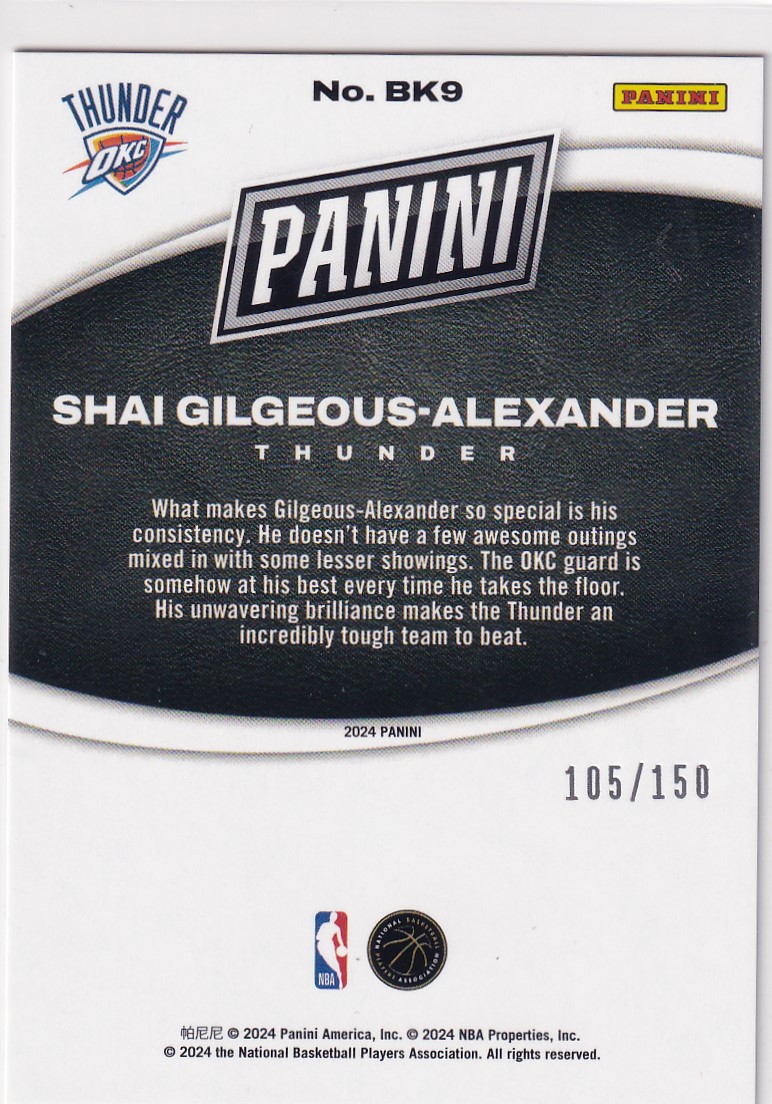 THUNDER
OKC
No. BK9
PANINI
PANINI
SHAI GILGEOUS-ALEXANDER
THUNDER
What makes Gilgeous-Alexander so special is his
consistency. He doesn't have a few awesome outings
mixed in with some lesser showings. The OKC guard is
somehow at his best every time he takes the floor.
His unwavering brilliance makes the Thunder an
incredibly tough team to beat.
2024 PANINI
105/150
NBA
NATIONAL BASKETBALL
PLAYERS ASSOCIATION
帕尼尼 © 2024 Panini America, Inc. © 2024 NBA Properties, Inc.
© 2024 the National Basketball Players Association. All rights reserved.